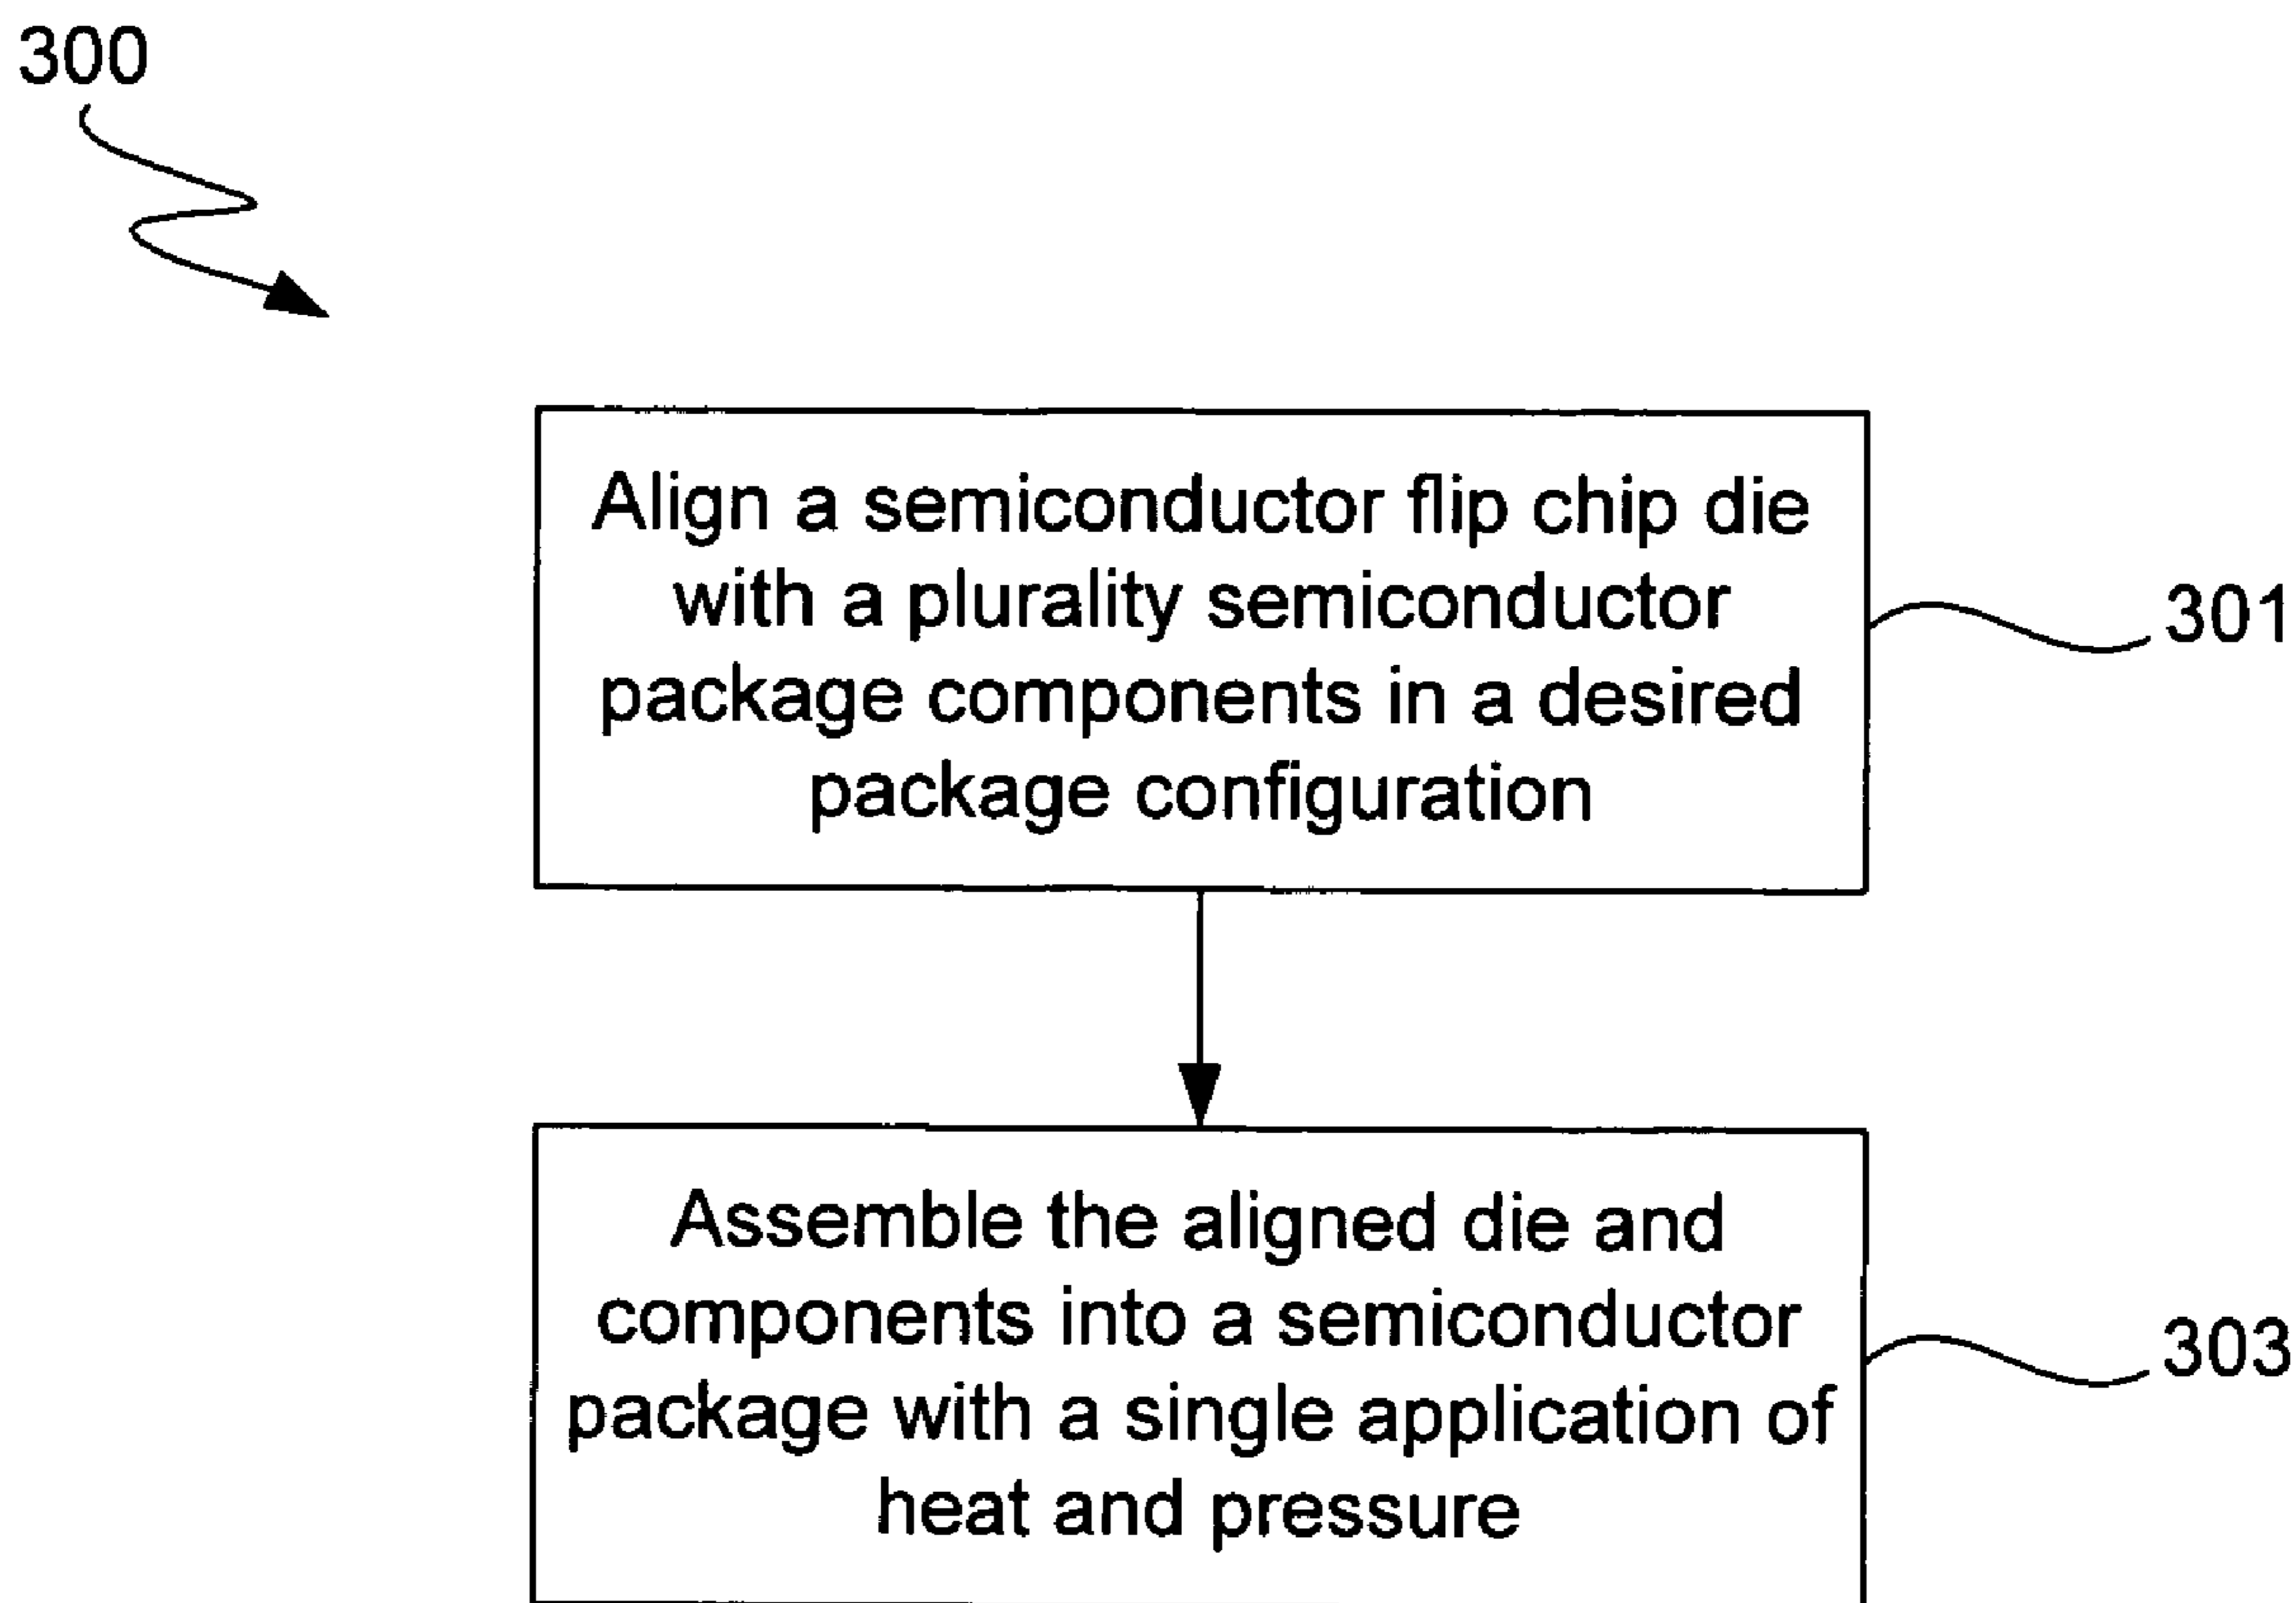 300
Align a semiconductor flip chip die
with a plurality semiconductor
package components in a desired
package configuration
301
Assemble the aligned die and
components into a semiconductor
package with a single application of
heat and pressure
303